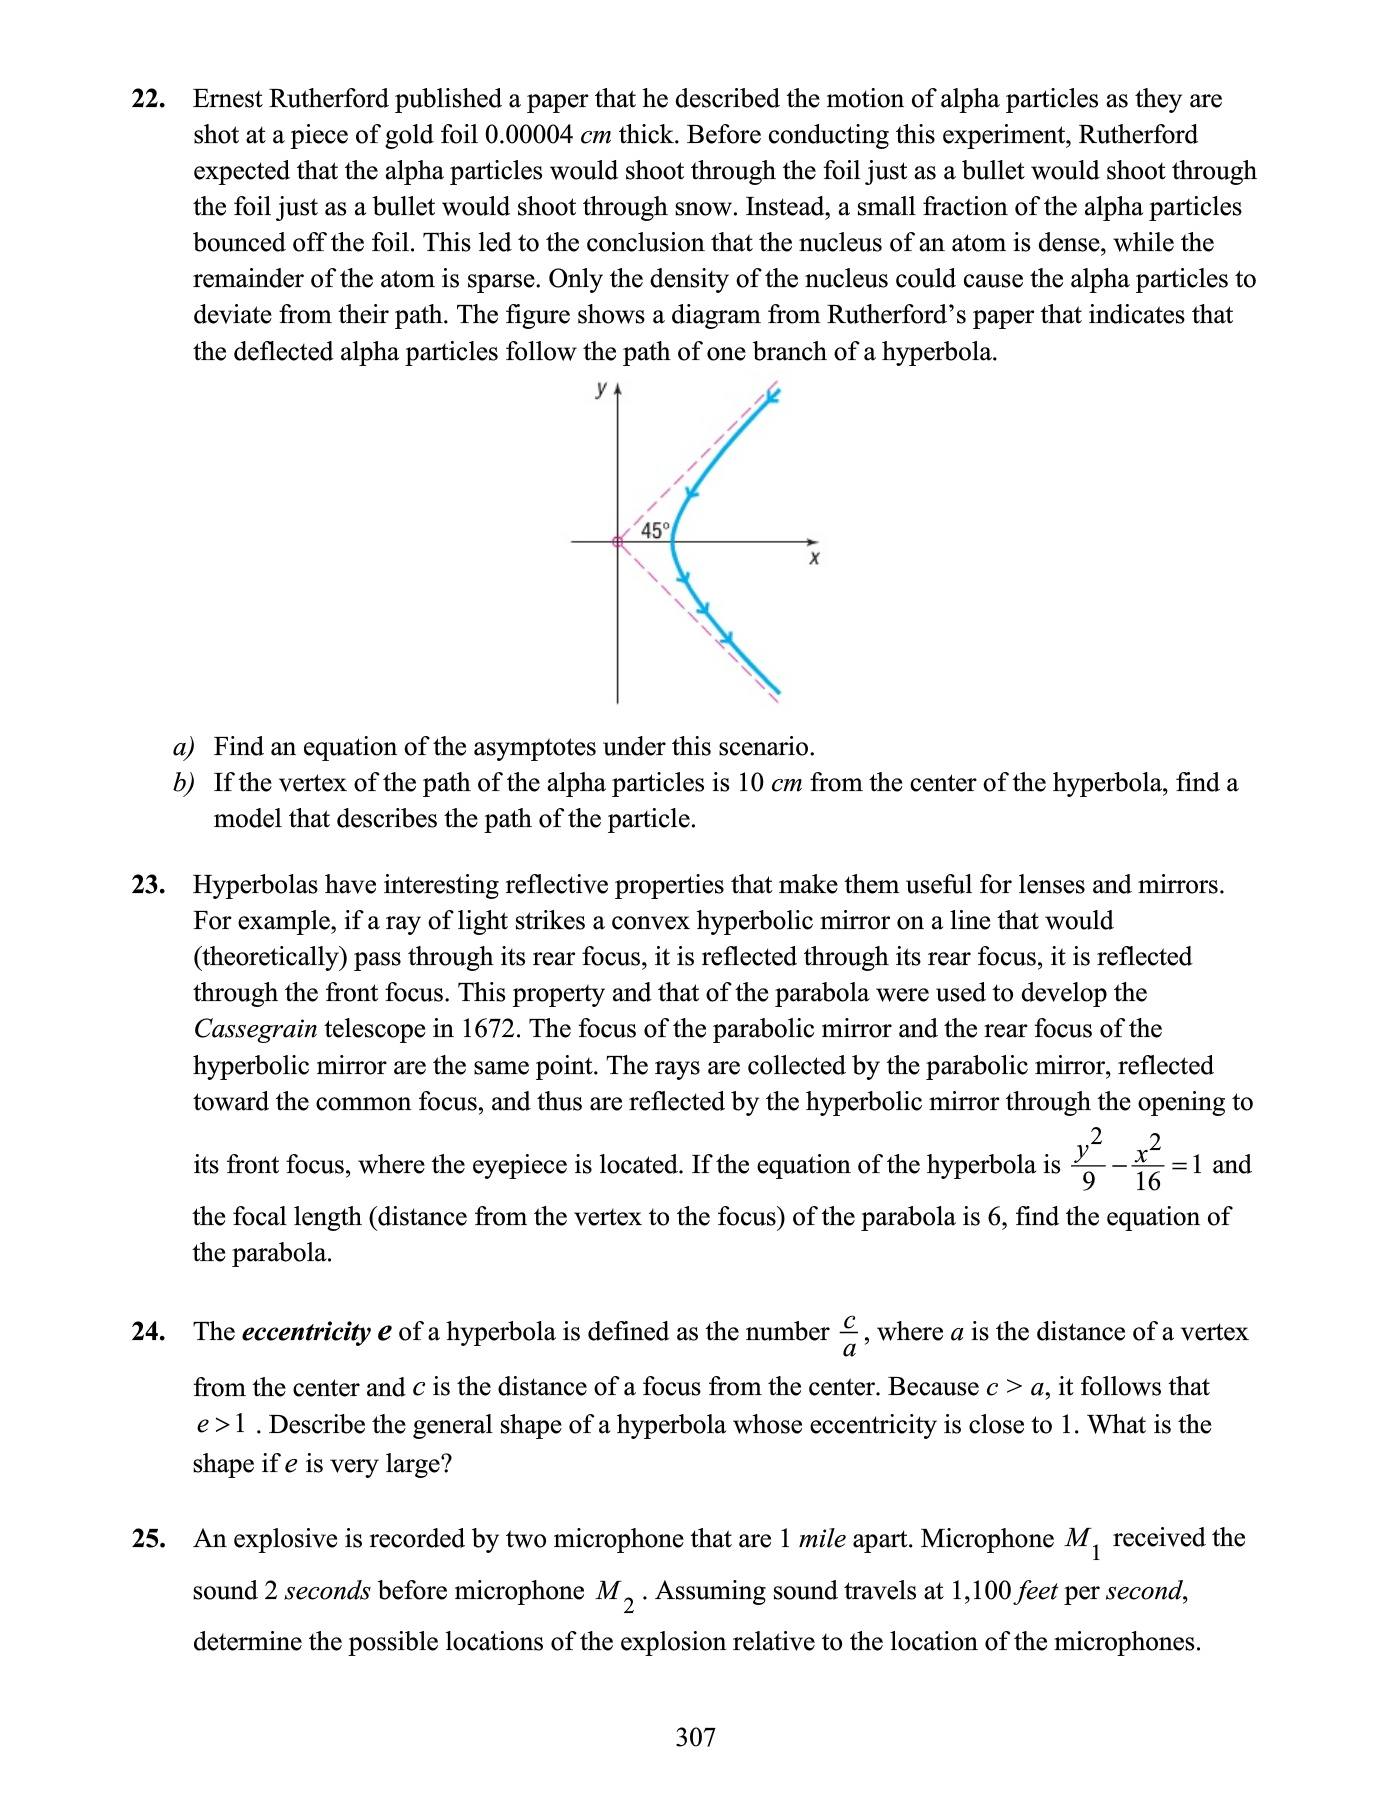 22. Ernest Rutherford published a paper that he described the motion of alpha particles as they are
shot at a piece of gold foil 0.00004 cm thick. Before conducting this experiment, Rutherford
expected that the alpha particles would shoot through the foil just as a bullet would shoot through
the foil just as a bullet would shoot through snow. Instead, a small fraction of the alpha particles
bounced off the foil. This led to the conclusion that the nucleus of an atom is dense, while the
remainder of the atom is sparse. Only the density of the nucleus could cause the alpha particles to
deviate from their path. The figure shows a diagram from Rutherford’s paper that indicates that
the deflected alpha particles follow the path of one branch of a hyperbola.
y
45°
x
a) Find an equation of the asymptotes under this scenario.
b) If the vertex of the path of the alpha particles is 10 cm from the center of the hyperbola, find a
model that describes the path of the particle.
23. Hyperbolas have interesting reflective properties that make them useful for lenses and mirrors.
For example, if a ray of light strikes a convex hyperbolic mirror on a line that would
(theoretically) pass through its rear focus, it is reflected through its rear focus, it is reflected
through the front focus. This property and that of the parabola were used to develop the
Cassegrain telescope in 1672. The focus of the parabolic mirror and the rear focus of the
hyperbolic mirror are the same point. The rays are collected by the parabolic mirror, reflected
toward the common focus, and thus are reflected by the hyperbolic mirror through the opening to
its front focus, where the eyepiece is located. If the equation of the hyperbola is y²/9 − x²/16 = 1 and
the focal length (distance from the vertex to the focus) of the parabola is 6, find the equation of
the parabola.
24. The eccentricity e of a hyperbola is defined as the number c/a, where a is the distance of a vertex
from the center and c is the distance of a focus from the center. Because c > a, it follows that
e > 1 . Describe the general shape of a hyperbola whose eccentricity is close to 1. What is the
shape if e is very large?
25. An explosive is recorded by two microphone that are 1 mile apart. Microphone M₁ received the
sound 2 seconds before microphone M₂ . Assuming sound travels at 1,100 feet per second,
determine the possible locations of the explosion relative to the location of the microphones.
307